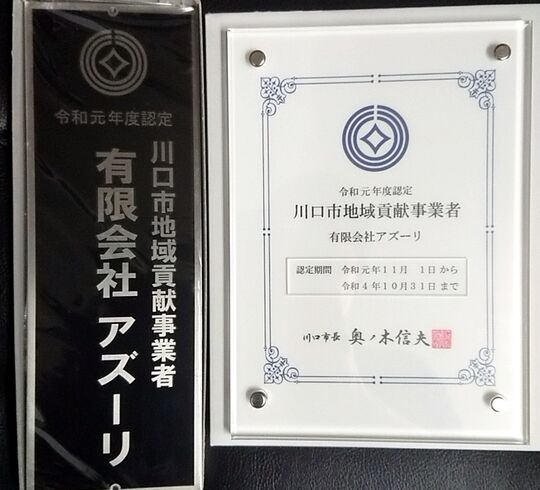 令和元年度認定
川口市地域貢献事業者
有限会社 アズーリ
令和元年度認定
川口市地域貢献事業者
有限会社アズーリ
認定期間 令和元年11月 1日から
令和4年10月31日まで
川口市長 奥ノ木信夫